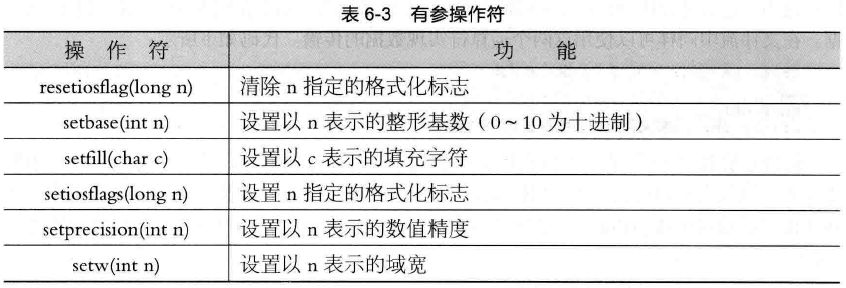 表 6-3 有参操作符
操 作 符 功 能
resetiosflag(long n) 清除 n 指定的格式化标志
setbase(int n) 设置以 n 表示的整形基数（0~10 为十进制）
setfill(char c) 设置以 c 表示的填充字符
setiosflags(long n) 设置 n 指定的格式化标志
setprecision(int n) 设置以 n 表示的数值精度
setw(int n) 设置以 n 表示的域宽